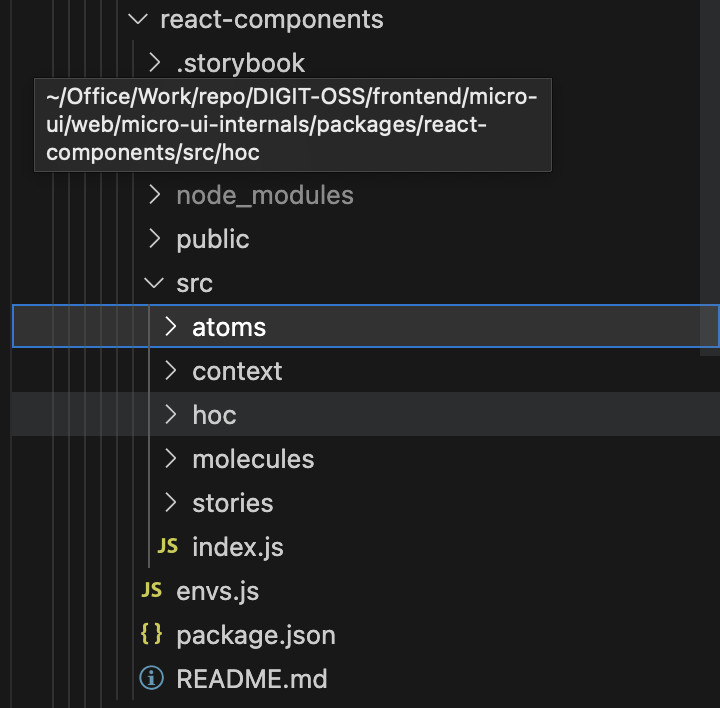 react-components
.storybook
~/Office/Work/repo/DIGIT-OSS/frontend/micro-
ui/web/micro-ui-internals/packages/react-
components/src/hoc
node_modules
public
src
atoms
context
hoc
molecules
stories
JS index.js
JS envs.js
{} package.json
README.md